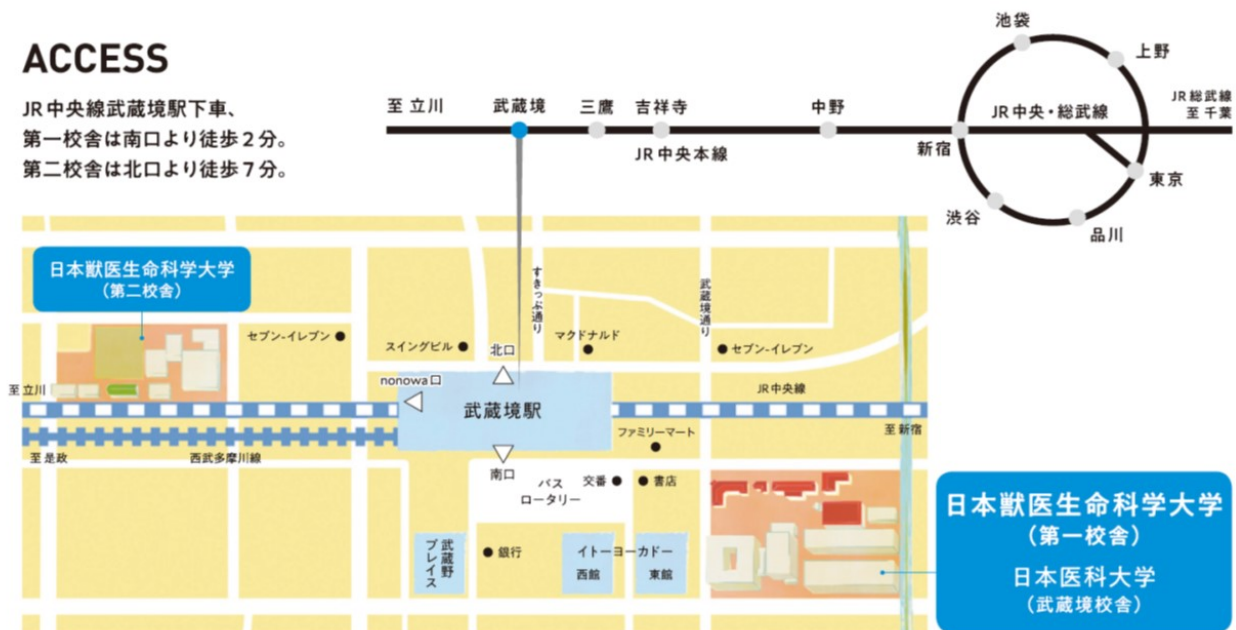 ACCESS
JR中央線武蔵境駅下車、
第一校舎は南口より徒歩2分。
第二校舎は北口より徒歩7分。
至 立川
武蔵境
三鷹
吉祥寺
中野
JR中央本線
新宿
池袋
上野
JR中央・総武線
JR総武線
至 千葉
東京
品川
渋谷
日本獣医生命科学大学
(第二校舎)
セブン-イレブン
スイングビル
すきっぷ通り
北口
マクドナルド
武蔵境通り
セブン-イレブン
至 立川
nonowa口
武蔵境駅
JR中央線
至 新宿
至 是政
西武多摩川線
南口
ファミリーマート
バス
ロータリー
交番
書店
武蔵野
プレイス
銀行
イトーヨーカドー
西館
東館
日本獣医生命科学大学
(第一校舎)
日本医科大学
(武蔵境校舎)